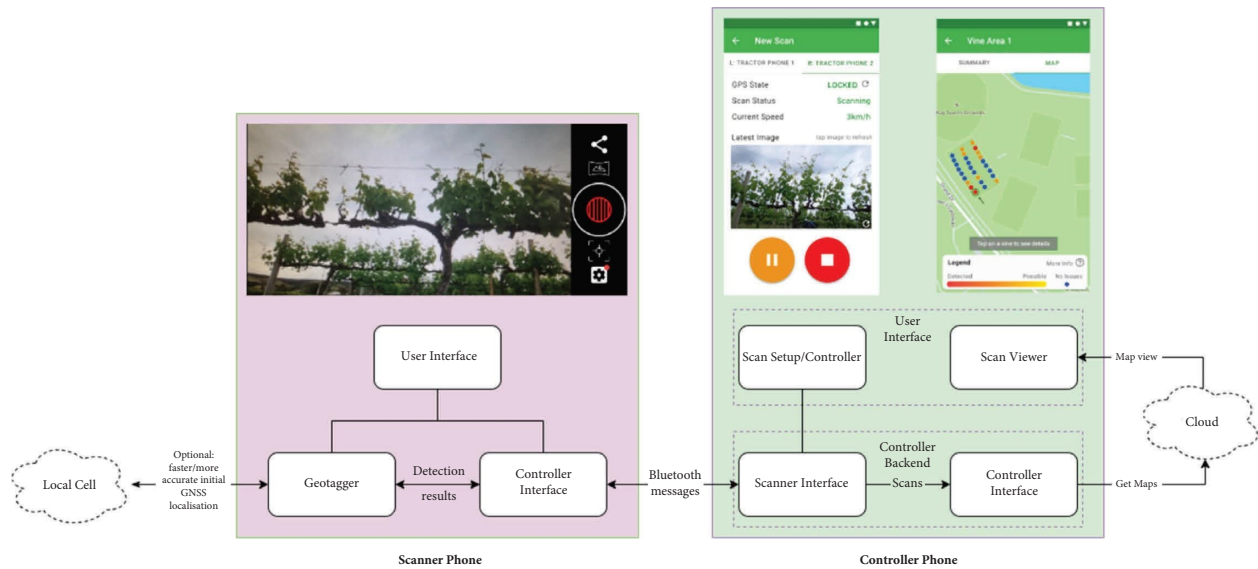 New Scan
L: TRACTOR PHONE 1
R: TRACTOR PHONE 2
GPS State
LOCKED
Scan Status
Scanning
Current Speed
3km/h
Latest Image
Tap image to refresh
Vine Area 1
SUMMARY
MAP
Tap on a vine to see details
Legend
More Info
Detected
Possible
No Issues
User Interface
Geotagger
Detection
results
Controller
Interface
Local Cell
Optional:
faster/more
accurate initial
GNSS
localisation
Bluetooth
messages
User
Interface
Scan Setup/Controller
Scan Viewer
Map view
Cloud
Controller
Backend
Scanner Interface
Scans
Controller
Interface
Get Maps
Scanner Phone
Controller Phone